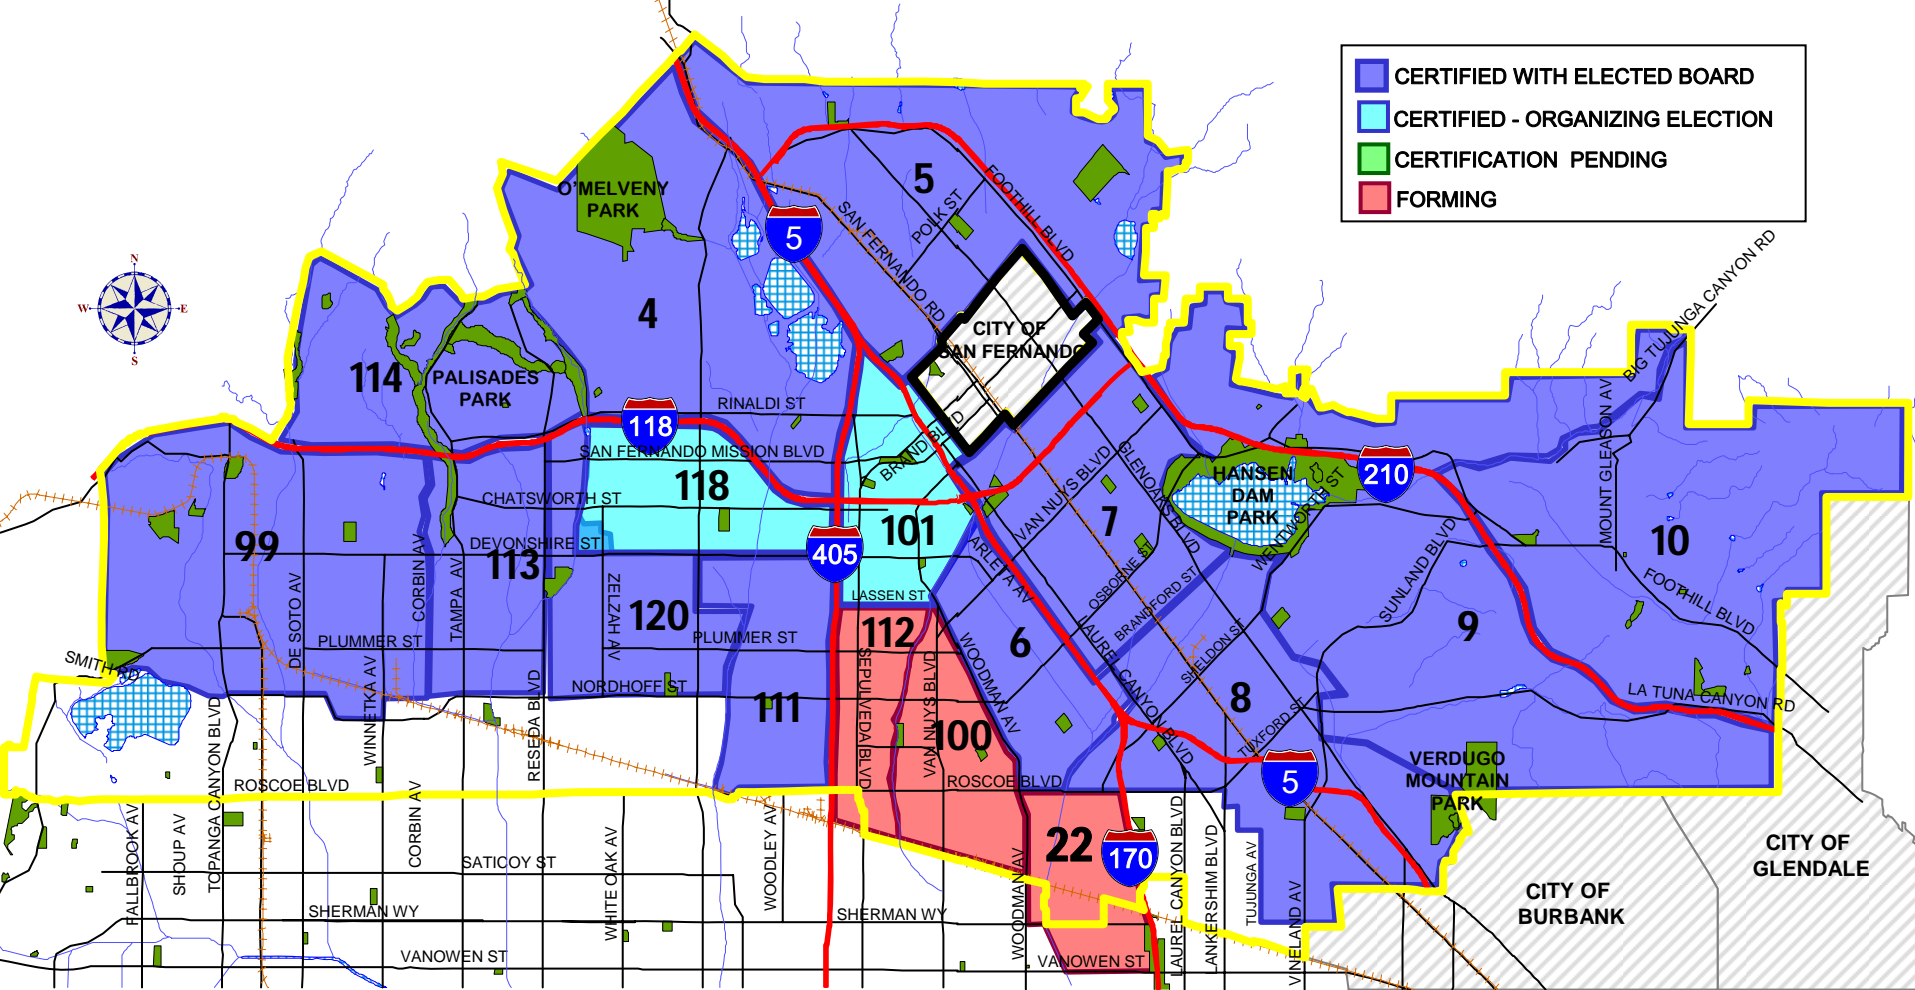 CERTIFIED WITH ELECTED BOARD
CERTIFIED - ORGANIZING ELECTION
CERTIFICATION PENDING
FORMING
N
W
E
S
O'MELVENY
PARK
5
5
POLK ST
FOOTHILL BLVD
SAN FERNANDO RD
BIG TUJUNGA CANYON RD
4
CITY OF
SAN FERNANDO
114
PALISADES
PARK
RINALDI ST
118
SAN FERNANDO MISSION BLVD
BRAND BLVD
MOUNT GLEASON AV
118
CHATSWORTH ST
VAN NUYS BLVD
GLENOAKS BLVD
HANSEN
DAM
PARK
WENTWORTH ST
210
99
113
DEVONSHIRE ST
405
101
7
10
CORBIN AV
TAMPA AV
DE SOTO AV
ZELZAH AV
120
ARLETA AV
OSBORNE ST
BRANDFORD ST
SUNLAND BLVD
FOOTHILL BLVD
LASSEN ST
112
PLUMMER ST
PLUMMER ST
6
9
SMITH RD
WINNETKA AV
NORDHOFF ST
111
SEPULVEDA BLVD
VAN NUYS BLVD
WOODMAN AV
LAUREL CANYON BLVD
SHELDON ST
8
TUXFORD ST
LA TUNA CANYON RD
TOPANGA CANYON BLVD
RESEDA BLVD
100
ROSCOE BLVD
ROSCOE BLVD
5
VERDUGO
MOUNTAIN
PARK
FALLBROOK AV
SHOUP AV
CORBIN AV
SATICOY ST
WHITE OAK AV
WOODLEY AV
22
170
WOODMAN AV
LAUREL CANYON BLVD
LANKERSHIM BLVD
TUJUNGA AV
VINELAND AV
CITY OF
GLENDALE
CITY OF
BURBANK
SHERMAN WY
SHERMAN WY
VANOWEN ST
VANOWEN ST